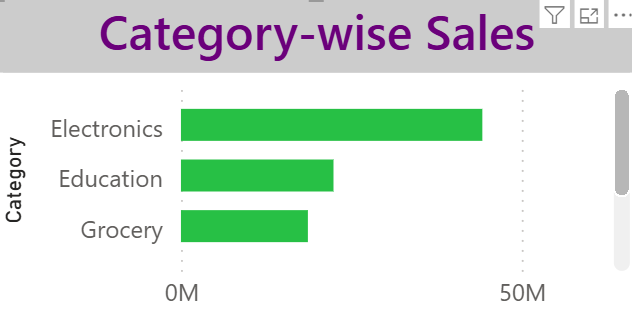 Category-wise Sales
Category
Electronics
Education
Grocery
0M 50M